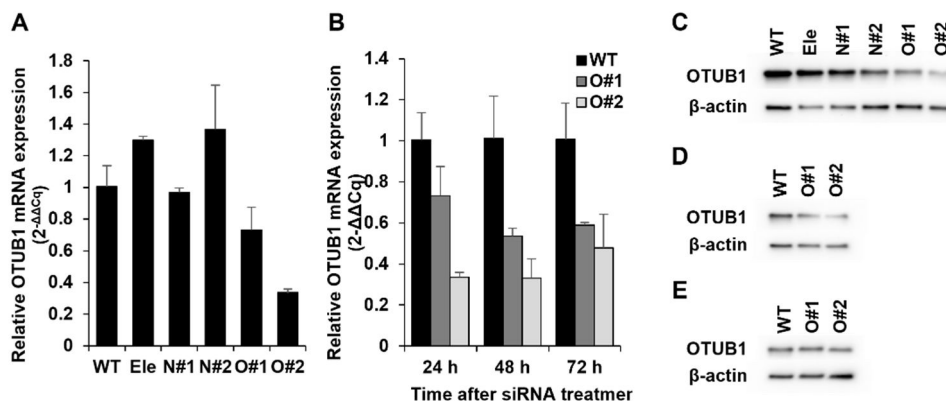 A
Relative OTUB1 mRNA expression
(2-ΔΔCq)
1.8
1.6
1.4
1.2
1
0.8
0.6
0.4
0.2
0
WT Ele N#1 N#2 O#1 O#2
B
Relative OTUB1 mRNA expression
(2-ΔΔCq)
1.4
1.2
1
0.8
0.6
0.4
0.2
0
WT
O#1
O#2
24 h 48 h 72 h
Time after siRNA treatmer
C
WT Ele N#1 N#2 O#1 O#2
OTUB1
β-actin
D
WT O#1 O#2
OTUB1
β-actin
E
WT O#1 O#2
OTUB1
β-actin